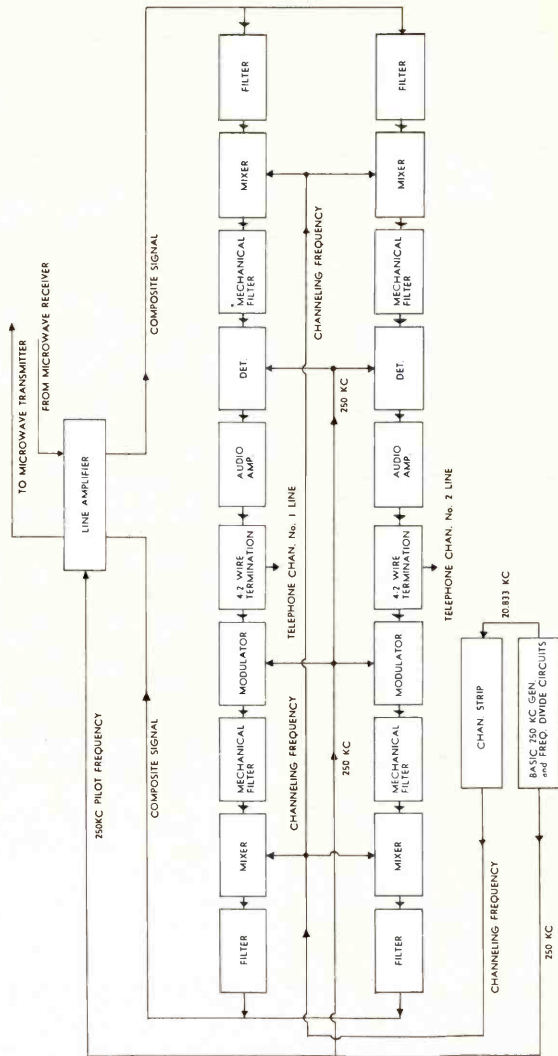 TO MICROWAVE TRANSMITTER
FROM MICROWAVE RECEIVER
LINE AMPLIFIER
250KC PILOT FREQUENCY
COMPOSITE SIGNAL
COMPOSITE SIGNAL
FILTER
MIXER
MECHANICAL
FILTER
MODULATOR
4-2 WIRE
TERMINATION
AUDIO
AMP.
DET.
MECHANICAL
FILTER
MIXER
FILTER
TELEPHONE CHAN. No. 1 LINE
CHANNELING FREQUENCY
CHANNELING FREQUENCY
250 KC
250 KC
FILTER
MIXER
MECHANICAL
FILTER
MODULATOR
4-2 WIRE
TERMINATION
AUDIO
AMP.
DET.
MECHANICAL
FILTER
MIXER
FILTER
TELEPHONE CHAN. No. 2 LINE
CHAN. STRIP
20.833 KC
CHANNELING FREQUENCY
BASIC 250 KC GEN.
and FREQ. DIVIDE CIRCUITS
250 KC